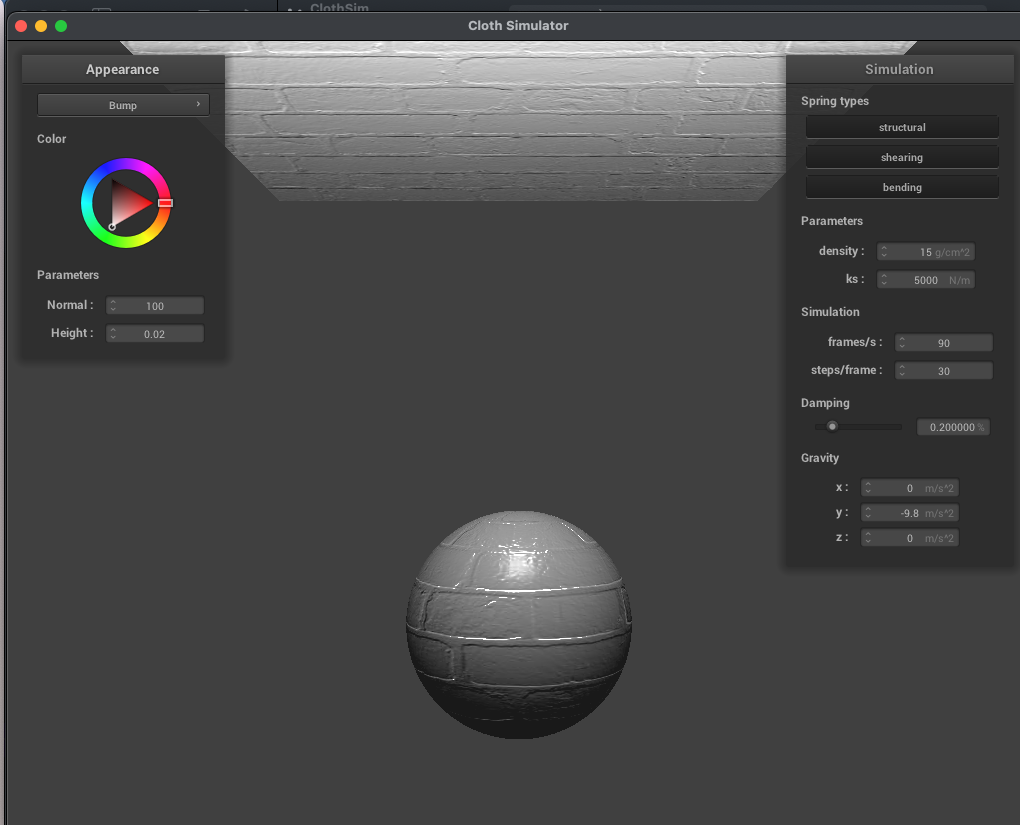 ClothSim
Cloth Simulator
Appearance
Bump
Color
Parameters
Normal : 100
Height : 0.02
Simulation
Spring types
structural
shearing
bending
Parameters
density : 15 g/cm^2
ks : 5000 N/m
Simulation
frames/s : 90
steps/frame : 30
Damping
0.200000 %
Gravity
x : 0 m/s^2
y : -9.8 m/s^2
z : 0 m/s^2